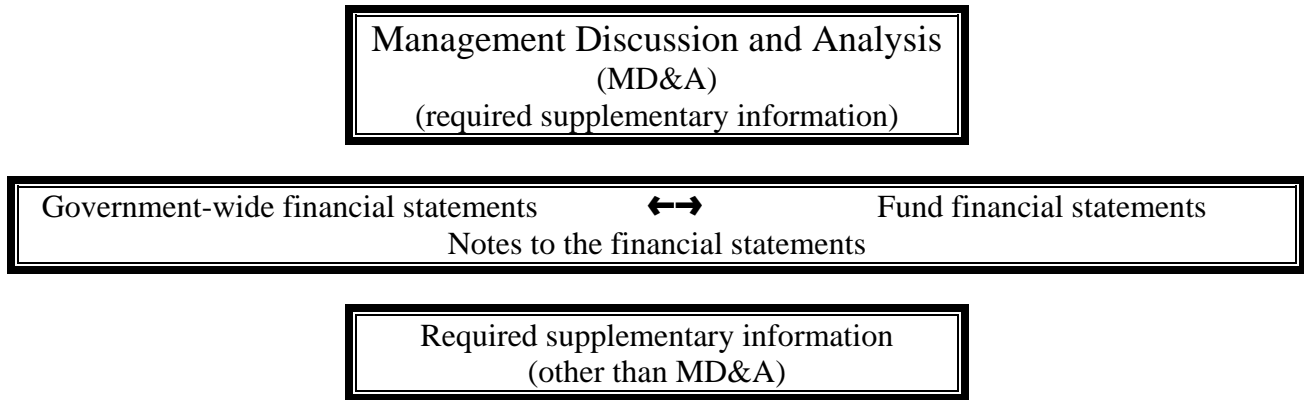 Management Discussion and Analysis
(MD&A)
(required supplementary information)
Government-wide financial statements ←→ Fund financial statements
Notes to the financial statements
Required supplementary information
(other than MD&A)